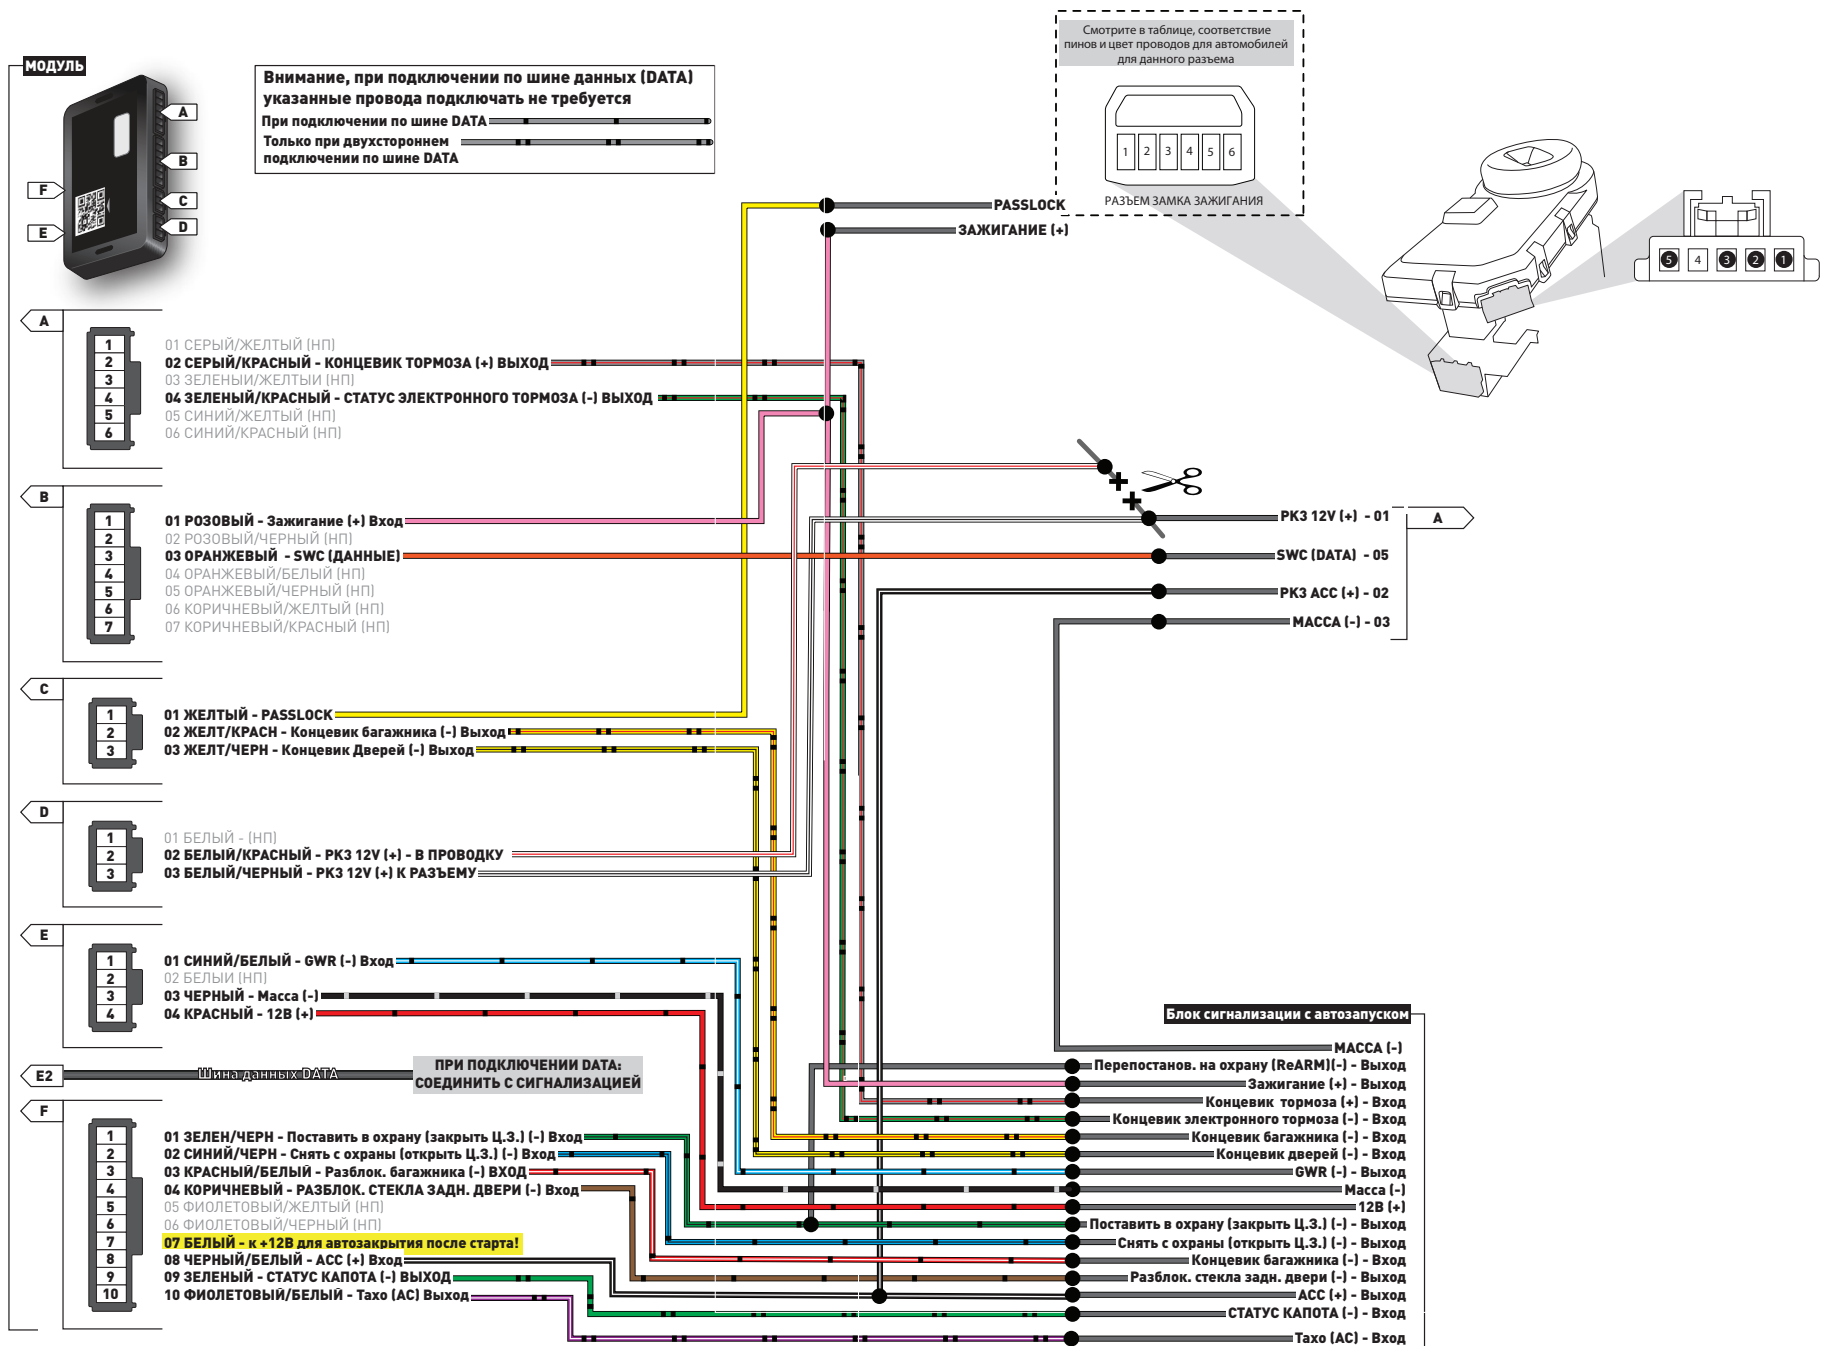 Смотрите в таблице, соответствие
пинов и цвет проводов для автомобилей
для данного разъема
1 2 3 4 5 6
РАЗЪЕМ ЗАМКА ЗАЖИГАНИЯ
5 4 3 2 1
МОДУЛЬ
A
B
C
D
F
E
Внимание, при подключении по шине данных (DATA)
указанные провода подключать не требуется
При подключении по шине DATA
Только при двухстороннем
подключении по шине DATA
PASSLOCK
ЗАЖИГАНИЕ (+)
A
1
2
3
4
5
6
01 СЕРЫЙ/ЖЕЛТЫЙ (НП)
02 СЕРЫЙ/КРАСНЫЙ - КОНЦЕВИК ТОРМОЗА (+) ВЫХОД
03 ЗЕЛЕНЫЙ/ЖЕЛТЫЙ (НП)
04 ЗЕЛЕНЫЙ/КРАСНЫЙ - СТАТУС ЭЛЕКТРОННОГО ТОРМОЗА (-) ВЫХОД
05 СИНИЙ/ЖЕЛТЫЙ (НП)
06 СИНИЙ/КРАСНЫЙ (НП)
B
1
2
3
4
5
6
7
01 РОЗОВЫЙ - Зажигание (+) Вход
02 РОЗОВЫЙ/ЧЕРНЫЙ (НП)
03 ОРАНЖЕВЫЙ - SWC (ДАННЫЕ)
04 ОРАНЖЕВЫЙ/БЕЛЫЙ (НП)
05 ОРАНЖЕВЫЙ/ЧЕРНЫЙ (НП)
06 КОРИЧНЕВЫЙ/ЖЕЛТЫЙ (НП)
07 КОРИЧНЕВЫЙ/КРАСНЫЙ (НП)
PK3 12V (+) - 01
SWC (DATA) - 05
PK3 ACC (+) - 02
МАССА (-) - 03
A
C
1
2
3
01 ЖЕЛТЫЙ - PASSLOCK
02 ЖЕЛТ/КРАСН - Концевик багажника (-) Выход
03 ЖЕЛТ/ЧЕРН - Концевик Дверей (-) Выход
D
1
2
3
01 БЕЛЫЙ - (НП)
02 БЕЛЫЙ/КРАСНЫЙ - PK3 12V (+) - В ПРОВОДКУ
03 БЕЛЫЙ/ЧЕРНЫЙ - PK3 12V (+) К РАЗЪЕМУ
E
1
2
3
4
01 СИНИЙ/БЕЛЫЙ - GWR (-) Вход
02 БЕЛЫЙ (НП)
03 ЧЕРНЫЙ - Масса (-)
04 КРАСНЫЙ - 12В (+)
E2
Шина данных DATA
ПРИ ПОДКЛЮЧЕНИИ DATA:
СОЕДИНИТЬ С СИГНАЛИЗАЦИЕЙ
F
1
2
3
4
5
6
7
8
9
10
01 ЗЕЛЕН/ЧЕРН - Поставить в охрану (закрыть Ц.З.) (-) Вход
02 СИНИЙ/ЧЕРН - Снять с охраны (открыть Ц.З.) (-) Вход
03 КРАСНЫЙ/БЕЛЫЙ - Разблок. багажника (-) ВХОД
04 КОРИЧНЕВЫЙ - РАЗБЛОК. СТЕКЛА ЗАДН. ДВЕРИ (-) Вход
05 ФИОЛЕТОВЫЙ/ЖЕЛТЫЙ (НП)
06 ФИОЛЕТОВЫЙ/ЧЕРНЫЙ (НП)
07 БЕЛЫЙ - к +12В для автозакрытия после старта!
08 ЧЕРНЫЙ/БЕЛЫЙ - ACC (+) Вход
09 ЗЕЛЕНЫЙ - СТАТУС КАПОТА (-) ВЫХОД
10 ФИОЛЕТОВЫЙ/БЕЛЫЙ - Тахо (AC) Выход
Блок сигнализации с автозапуском
МАССА (-)
Перепостанов. на охрану (ReARM)(-) - Выход
Зажигание (+) - Выход
Концевик тормоза (+) - Вход
Концевик электронного тормоза (-) - Вход
Концевик багажника (-) - Вход
Концевик дверей (-) - Вход
GWR (-) - Выход
Масса (-)
12В (+)
Поставить в охрану (закрыть Ц.З.) (-) - Выход
Снять с охраны (открыть Ц.З.) (-) - Выход
Концевик багажника (-) - Вход
Разблок. стекла задн. двери (-) - Выход
ACC (+) - Выход
СТАТУС КАПОТА (-) - Вход
Тахо (AC) - Вход